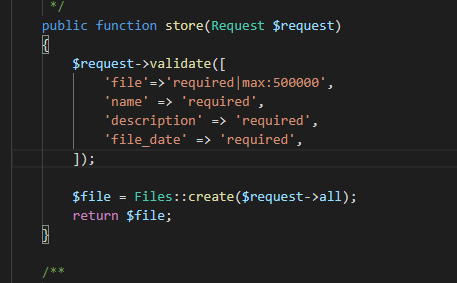 */
public function store(Request $request)
{
$request->validate([
'file'=>'required|max:500000',
'name' => 'required',
'description' => 'required',
'file_date' => 'required',
]);
$file = Files::create($request->all);
return $file;
}
/**